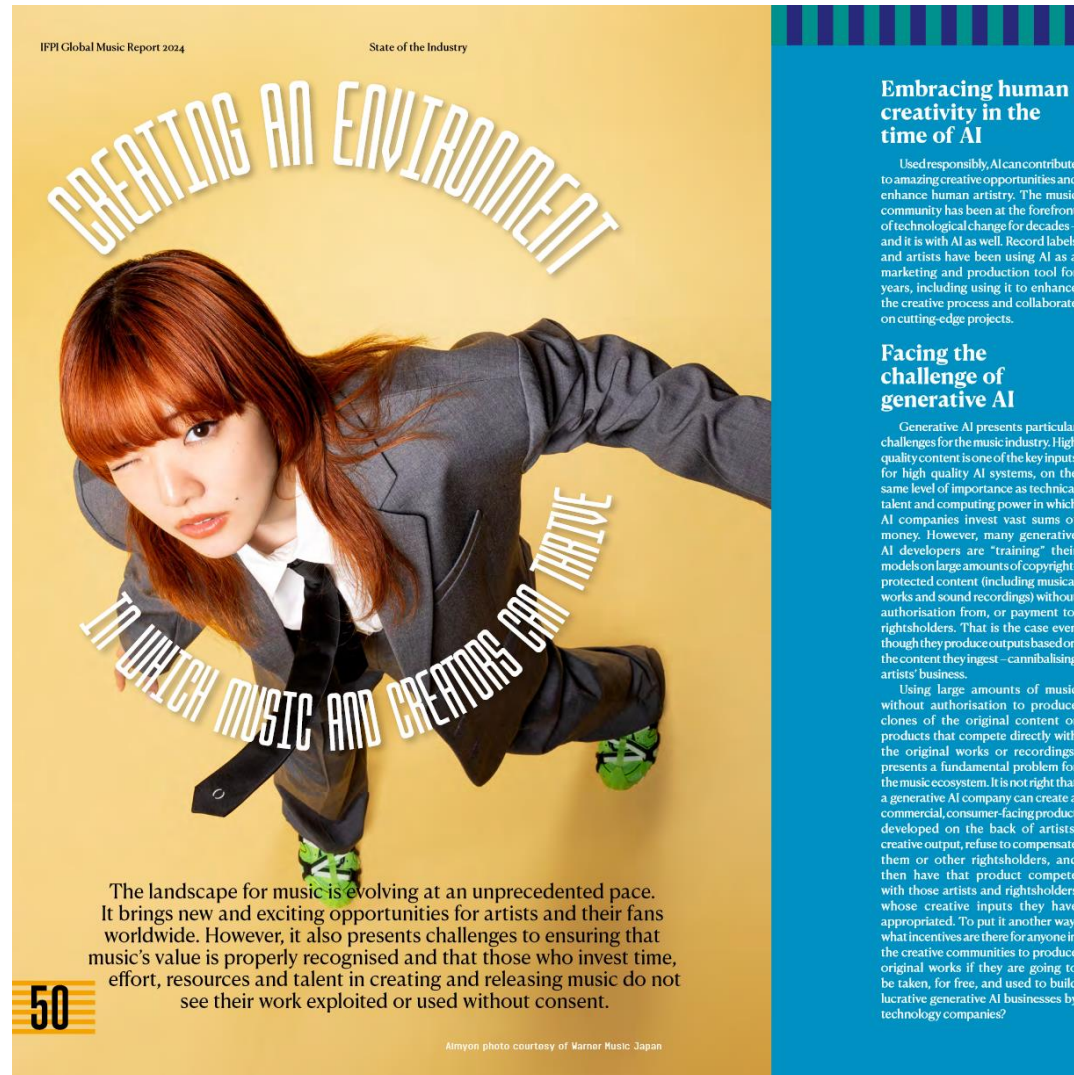 IFPI Global Music Report 2024
State of the Industry
CREATING AN ENVIRONMENT
IN WHICH MUSIC AND CREATORS CAN THRIVE
The landscape for music is evolving at an unprecedented pace.
It brings new and exciting opportunities for artists and their fans
worldwide. However, it also presents challenges to ensuring that
music's value is properly recognised and that those who invest time,
effort, resources and talent in creating and releasing music do not
see their work exploited or used without consent.
50
Aimyon photo courtesy of Warner Music Japan
Embracing human
creativity in the
time of AI
Used responsibly, AI can contribute
to amazing creative opportunities and
enhance human artistry. The music
community has been at the forefront
of technological change for decades –
and it is with AI as well. Record labels
and artists have been using AI as a
marketing and production tool for
years, including using it to enhance
the creative process and collaborate
on cutting-edge projects.
Facing the
challenge of
generative AI
Generative AI presents particular
challenges for the music industry. High
quality content is one of the key inputs
for high quality AI systems, on the
same level of importance as technical
talent and computing power in which
AI companies invest vast sums of
money. However, many generative
AI developers are "training" their
models on large amounts of copyright
protected content (including musical
works and sound recordings) without
authorisation from, or payment to,
rightsholders. That is the case even
though they produce outputs based on
the content they ingest – cannibalising
artists' business.
Using large amounts of music
without authorisation to produce
clones of the original content or
products that compete directly with
the original works or recordings,
presents a fundamental problem for
the music ecosystem. It is not right that
a generative AI company can create a
commercial, consumer-facing product
developed on the back of artists'
creative output, refuse to compensate
them or other rightsholders, and
then have that product compete
with those artists and rightsholders
whose creative inputs they have
appropriated. To put it another way,
what incentives are there for anyone in
the creative communities to produce
original works if they are going to
be taken, for free, and used to build
lucrative generative AI businesses by
technology companies?